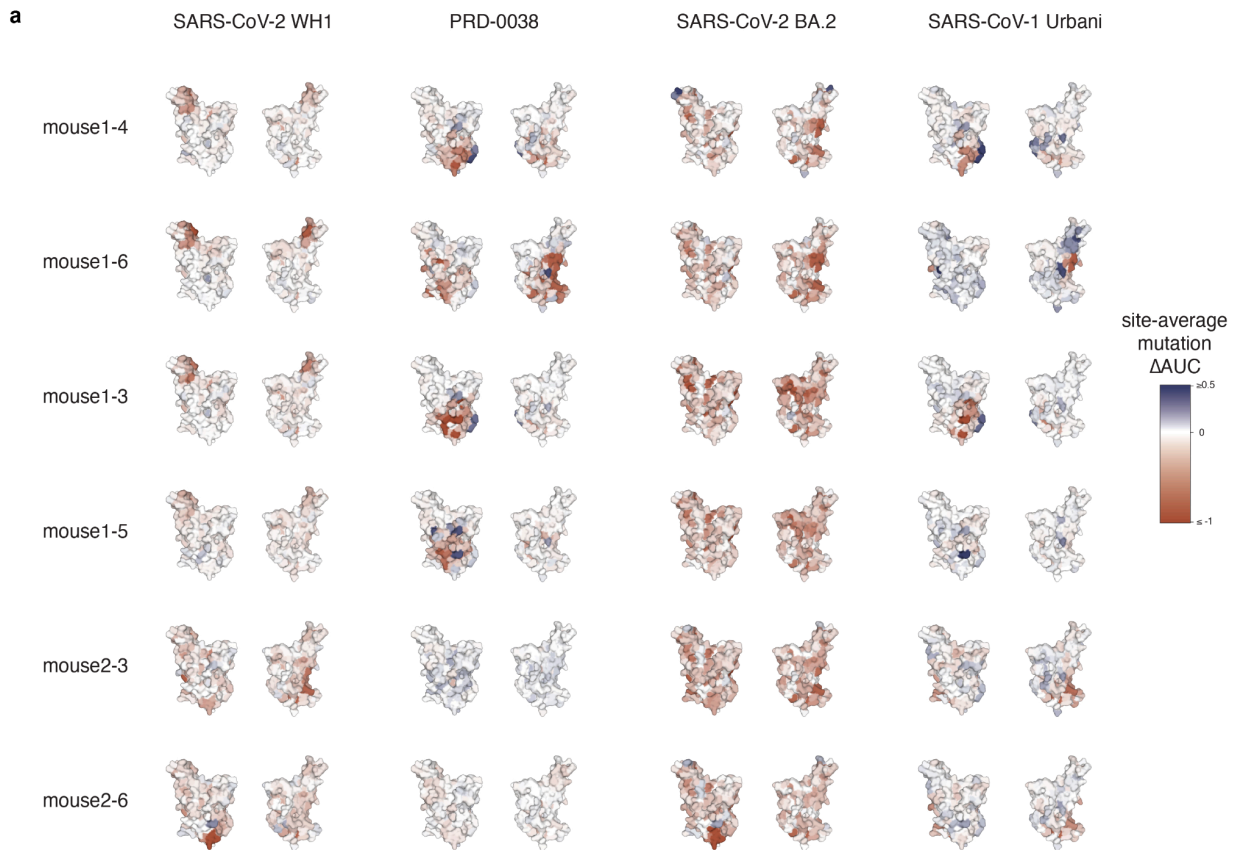 a
SARS-CoV-2 WH1
PRD-0038
SARS-CoV-2 BA.2
SARS-CoV-1 Urbani
mouse1-4
mouse1-6
mouse1-3
mouse1-5
mouse2-3
mouse2-6
site-average
mutation
ΔAUC
≥0.5
0
≤ -1